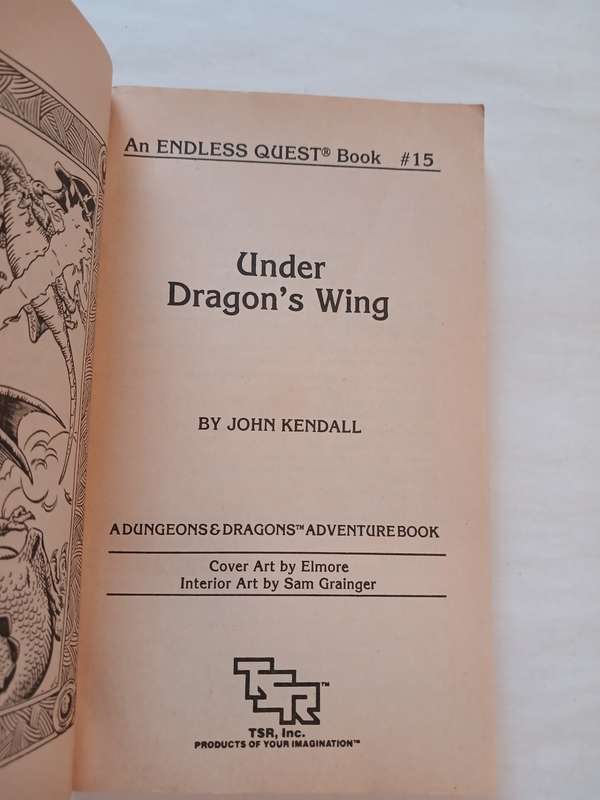 An ENDLESS QUEST® Book #15
Under
Dragon's Wing
BY JOHN KENDALL
A DUNGEONS & DRAGONS™ ADVENTURE BOOK
Cover Art by Elmore
Interior Art by Sam Grainger
TSR™
TSR, Inc.
PRODUCTS OF YOUR IMAGINATION™